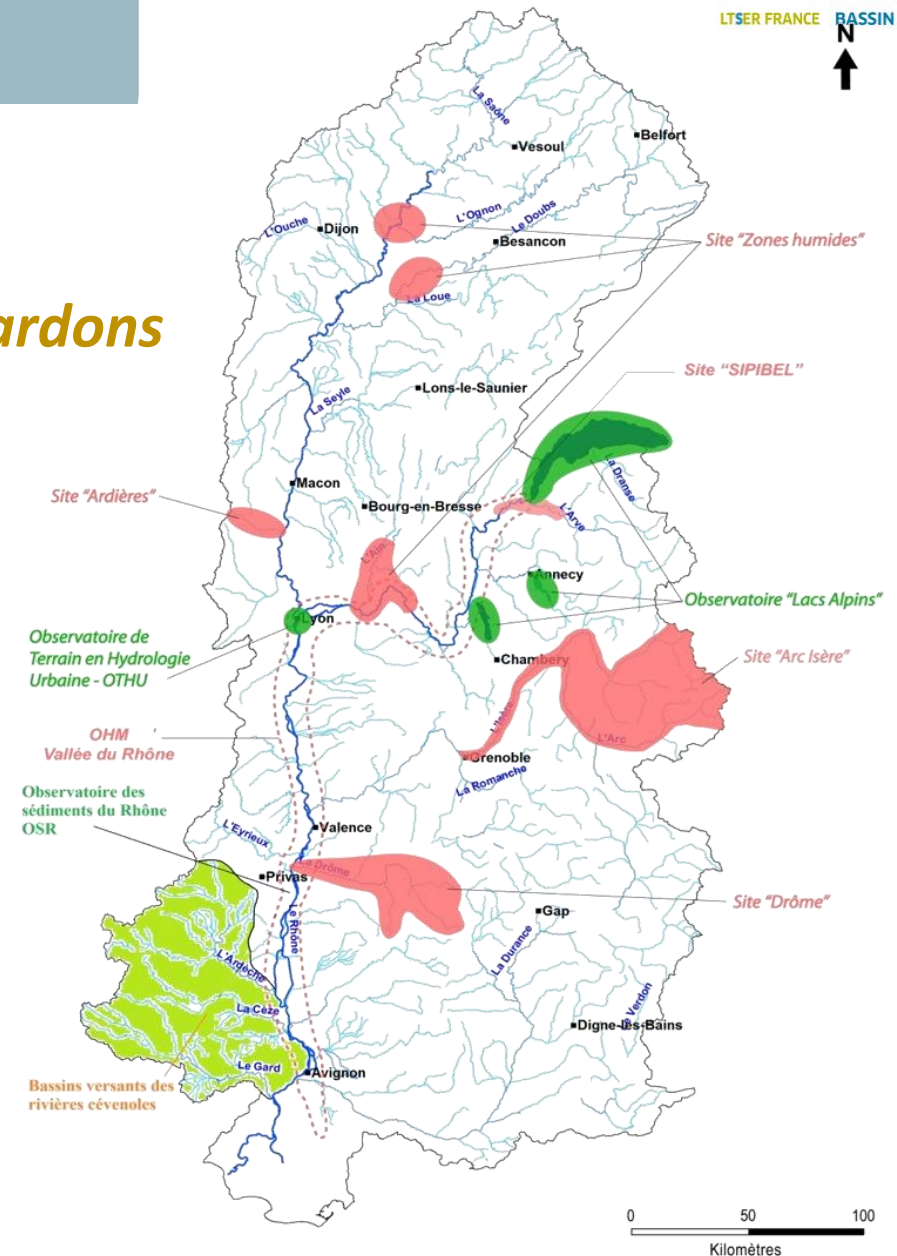 LTSER FRANCE BASSIN
N
La Saône
Belfort
Vesoul
L'Ognon
Le Doubs
L'Ouche
Dijon
Besancon
Site "Zones humides"
La Loue
ardons
Site "SIPIBEL"
Lons-le-Saunier
La Seyle
La Dranse
Macon
Site "Ardières"
Bourg-en-Bresse
L'Arve
L'Ain
Annecy
Observatoire "Lacs Alpins"
Lyon
Observatoire de
Terrain en Hydrologie
Urbaine - OTHU
Chambery
Site "Arc Isère"
L'Isère
L'Arc
OHM
Vallée du Rhône
Grenoble
La Romanche
Observatoire des
sédiments du Rhône
OSR
L'Eyrieux
Valence
La Drôme
Privas
Site "Drôme"
Gap
Le Rhône
La Durance
L'Ardèche
La Cèze
Le Verdon
Digne-les-Bains
Le Gard
Avignon
Bassins versants des
rivières cévenoles
0 50 100
Kilomètres